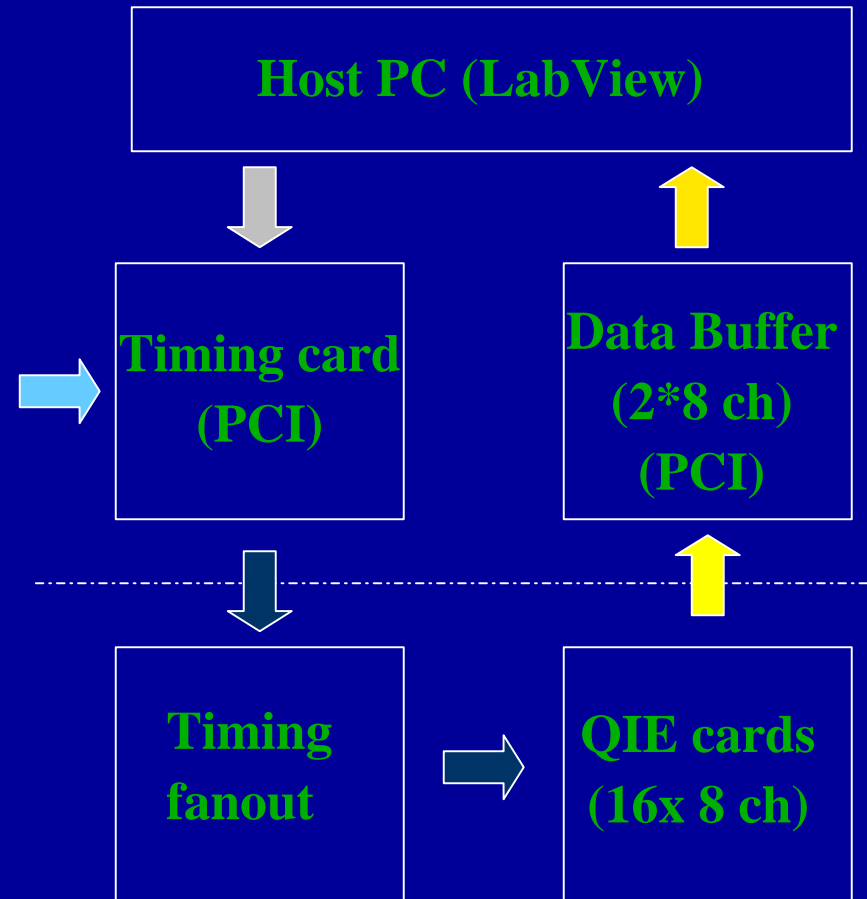 Host PC (LabView)
Timing card
(PCI)
Data Buffer
(2*8 ch)
(PCI)
Timing
fanout
QIE cards
(16x 8 ch)